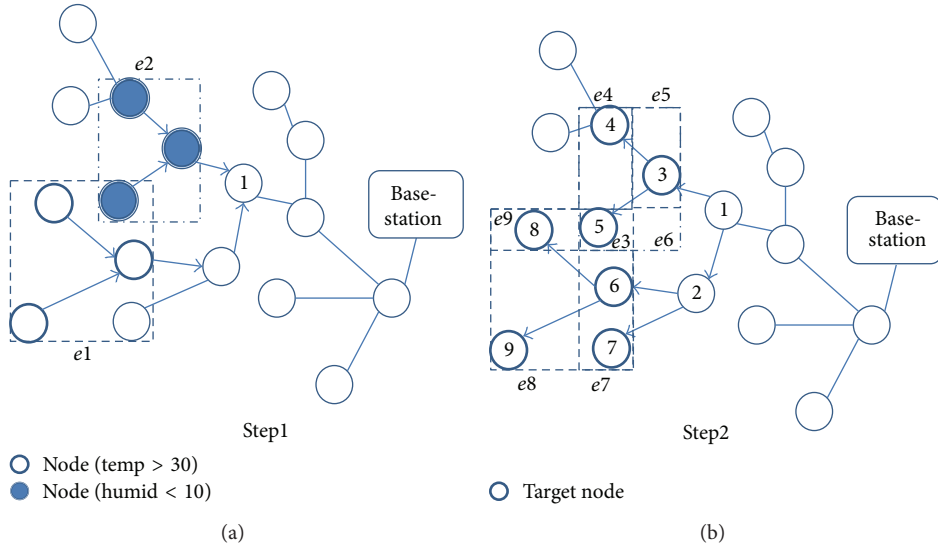 e2
1
Base-
station
e1
Step1
Node (temp > 30)
Node (humid < 10)
(a)
e4
e5
4
3
1
e9
8
5
e3
e6
Base-
station
6
2
9
7
e8
e7
Step2
Target node
(b)